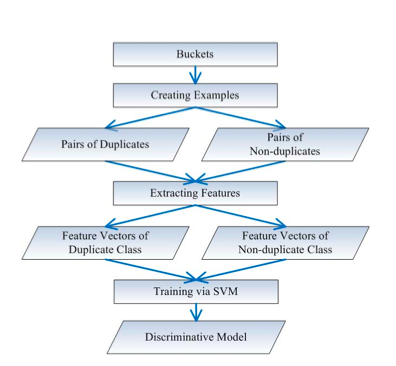 Buckets
Creating Examples
Pairs of Duplicates
Pairs of
Non-duplicates
Extracting Features
Feature Vectors of
Duplicate Class
Feature Vectors of
Non-duplicate Class
Training via SVM
Discriminative Model